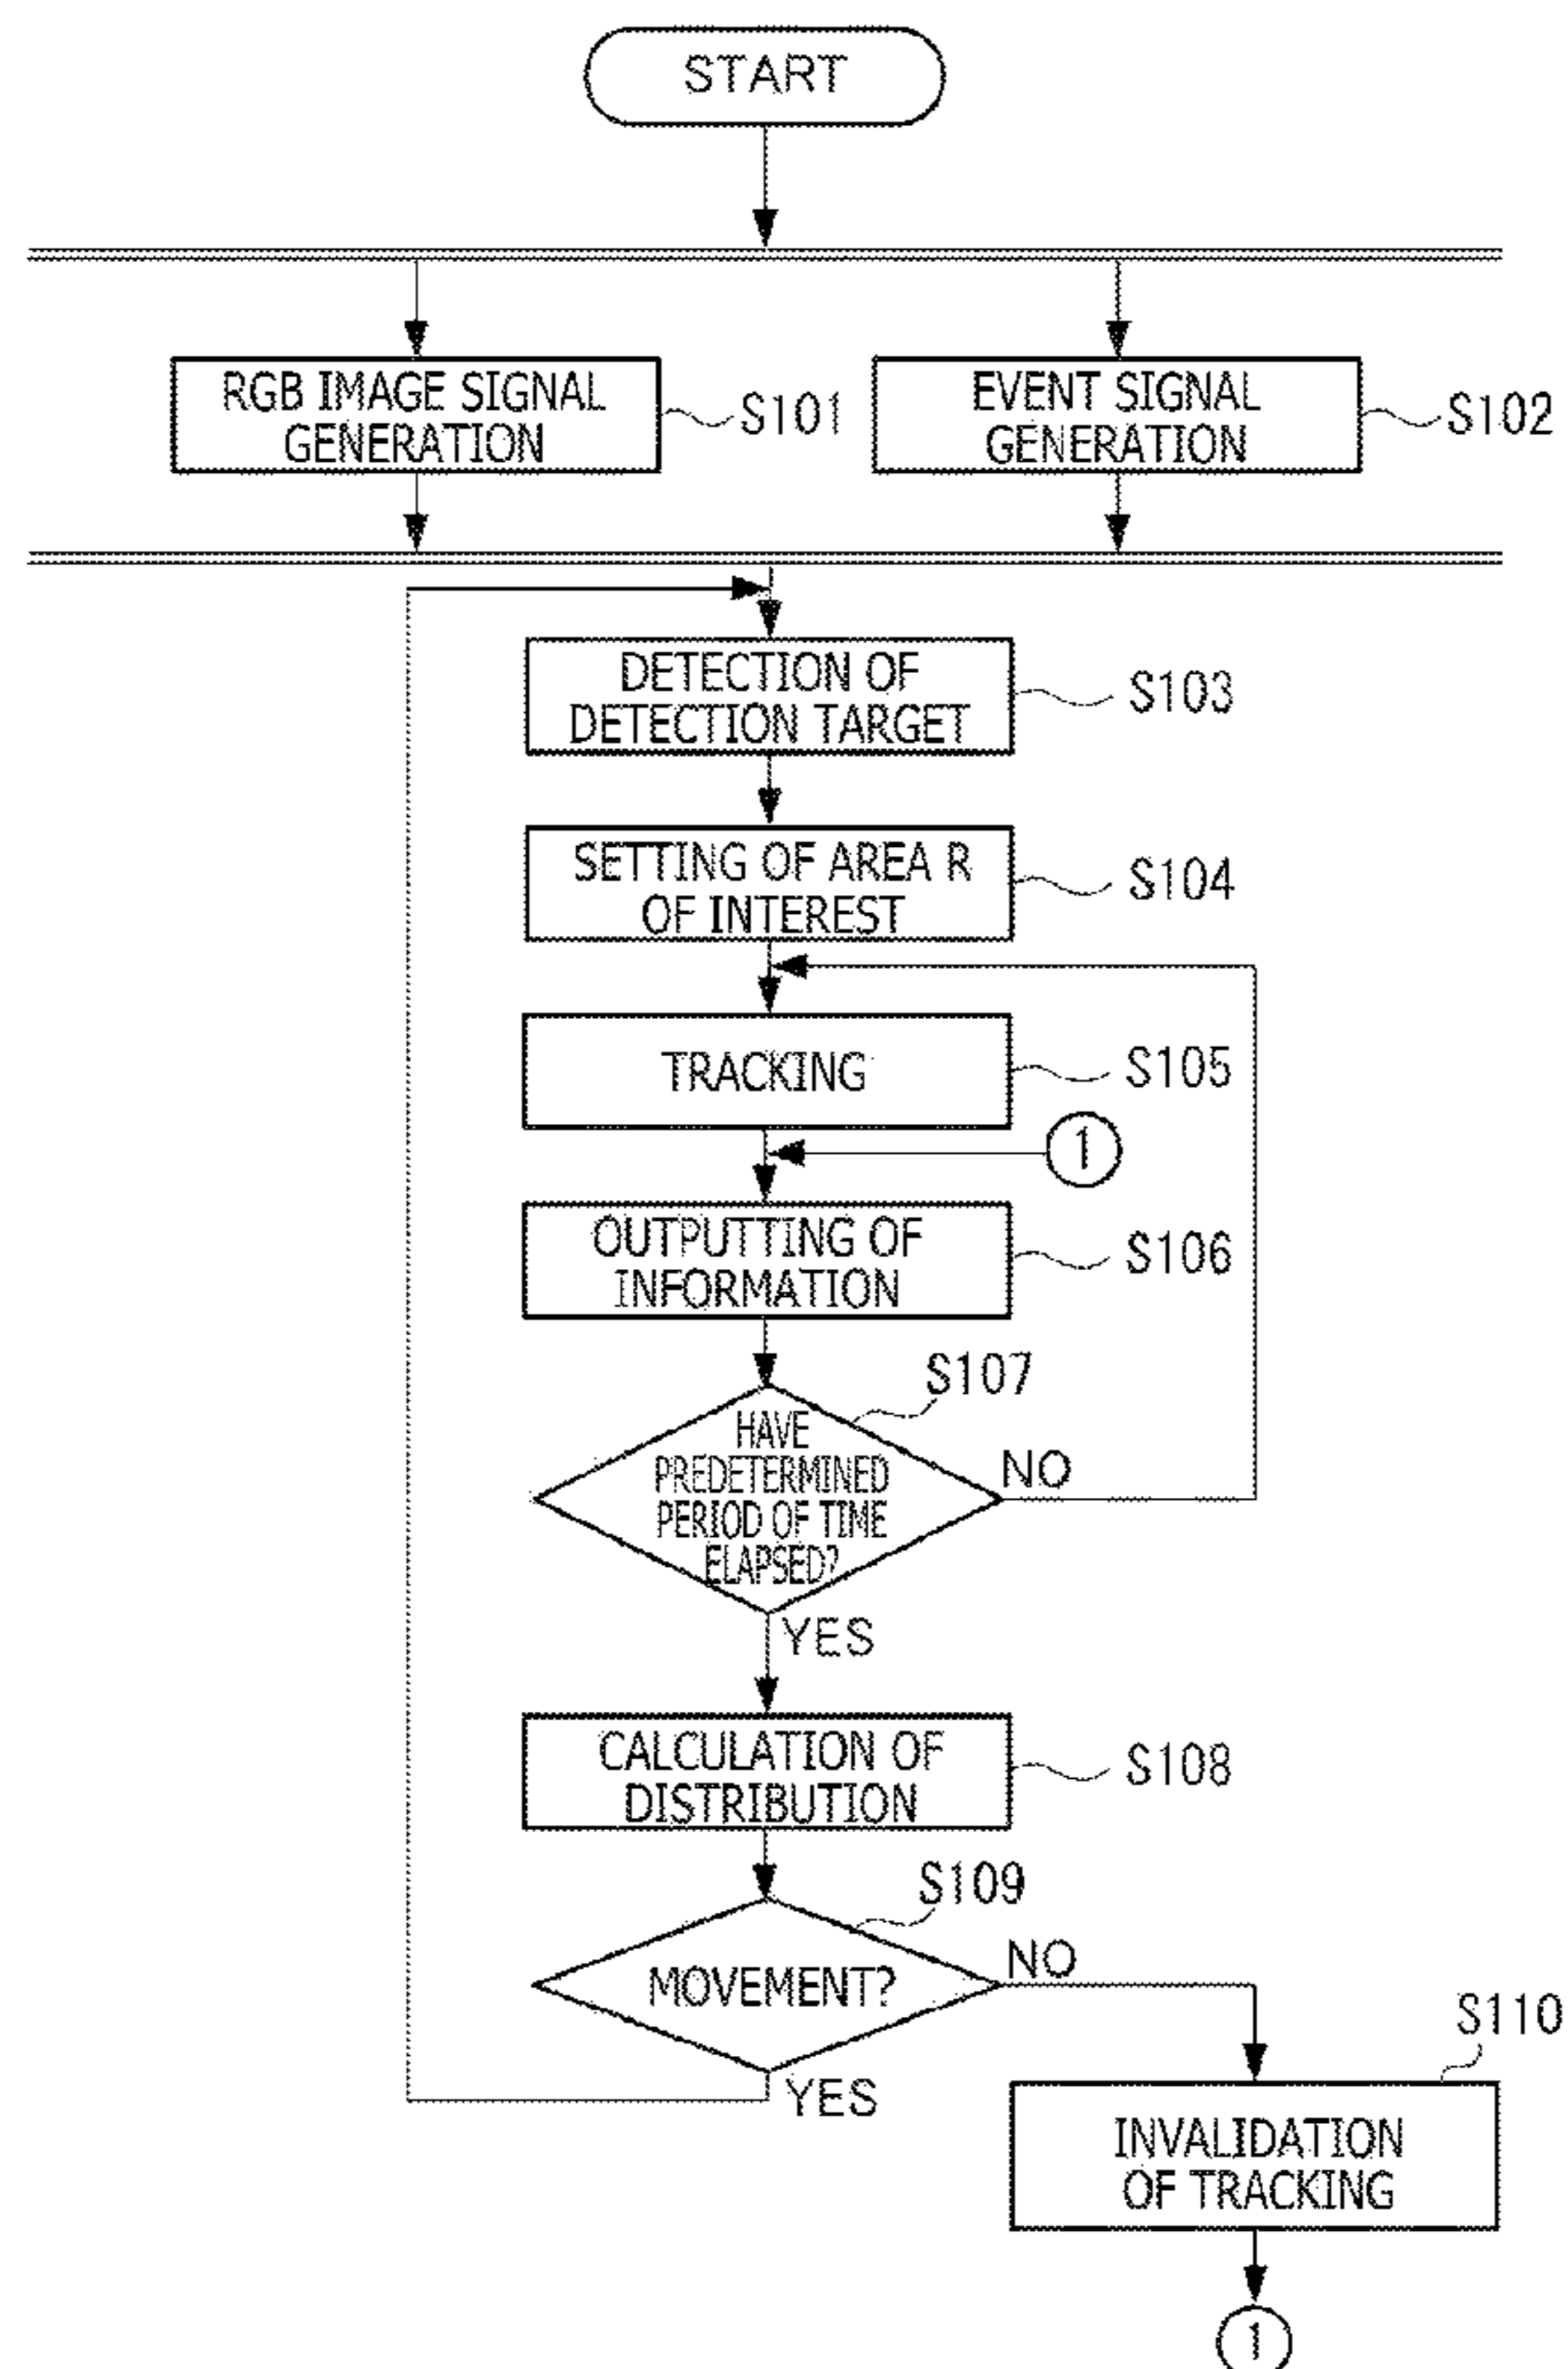 START
RGB IMAGE SIGNAL
GENERATION
S101
EVENT SIGNAL
GENERATION
S102
DETECTION OF
DETECTION TARGET
S103
SETTING OF AREA R
OF INTEREST
S104
TRACKING
S105
1
OUTPUTTING OF
INFORMATION
S106
S107
HAVE
PREDETERMINED
PERIOD OF TIME
ELAPSED?
NO
YES
CALCULATION OF
DISTRIBUTION
S108
S109
MOVEMENT?
NO
YES
S110
INVALIDATION
OF TRACKING
1